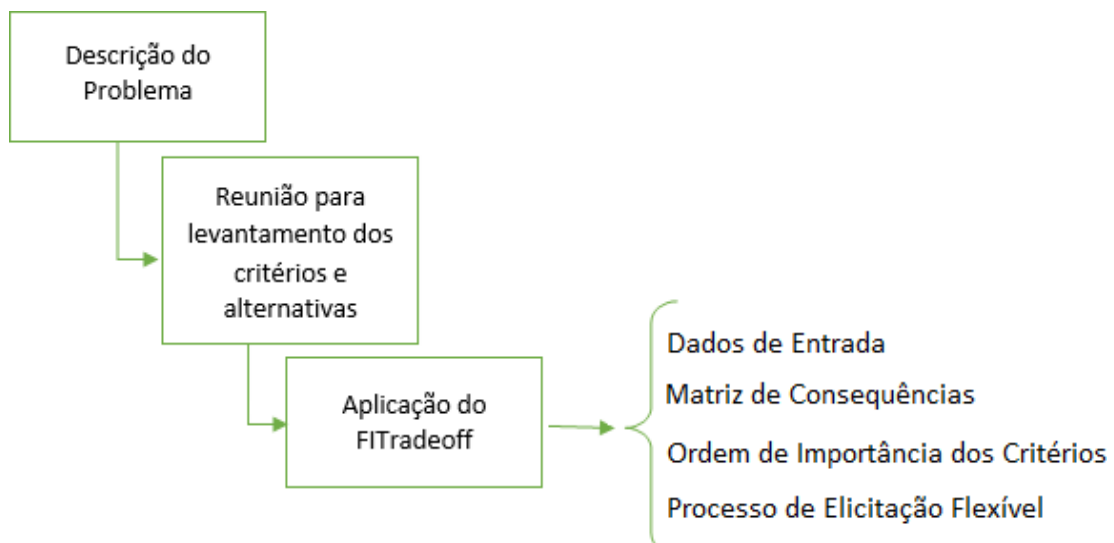 Descrição do
Problema
Reunião para
levantamento dos
critérios e
alternativas
Aplicação do
FITradeoff
Dados de Entrada
Matriz de Consequências
Ordem de Importância dos Critérios
Processo de Elicitação Flexível